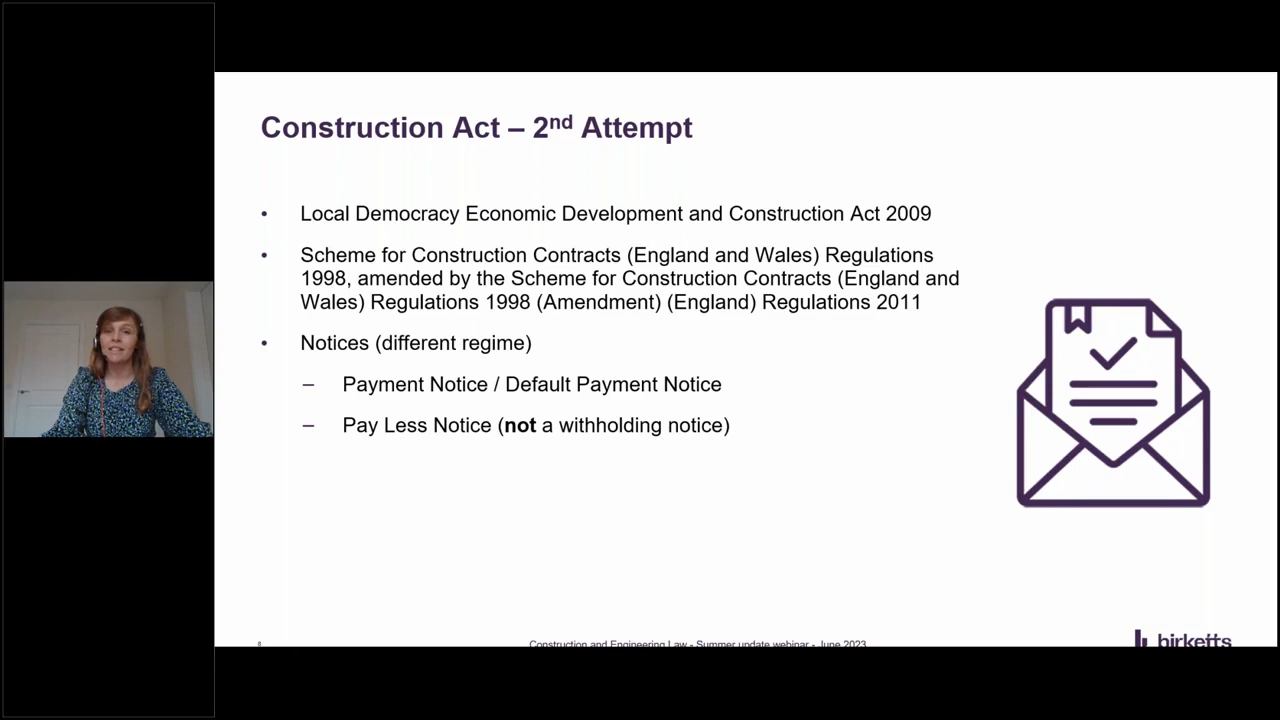 Construction Act – 2nd Attempt
• Local Democracy Economic Development and Construction Act 2009
• Scheme for Construction Contracts (England and Wales) Regulations
1998, amended by the Scheme for Construction Contracts (England and
Wales) Regulations 1998 (Amendment) (England) Regulations 2011
• Notices (different regime)
– Payment Notice / Default Payment Notice
– Pay Less Notice (not a withholding notice)
8
Construction and Engineering Law - Summer update webinar - June 2023
birketts